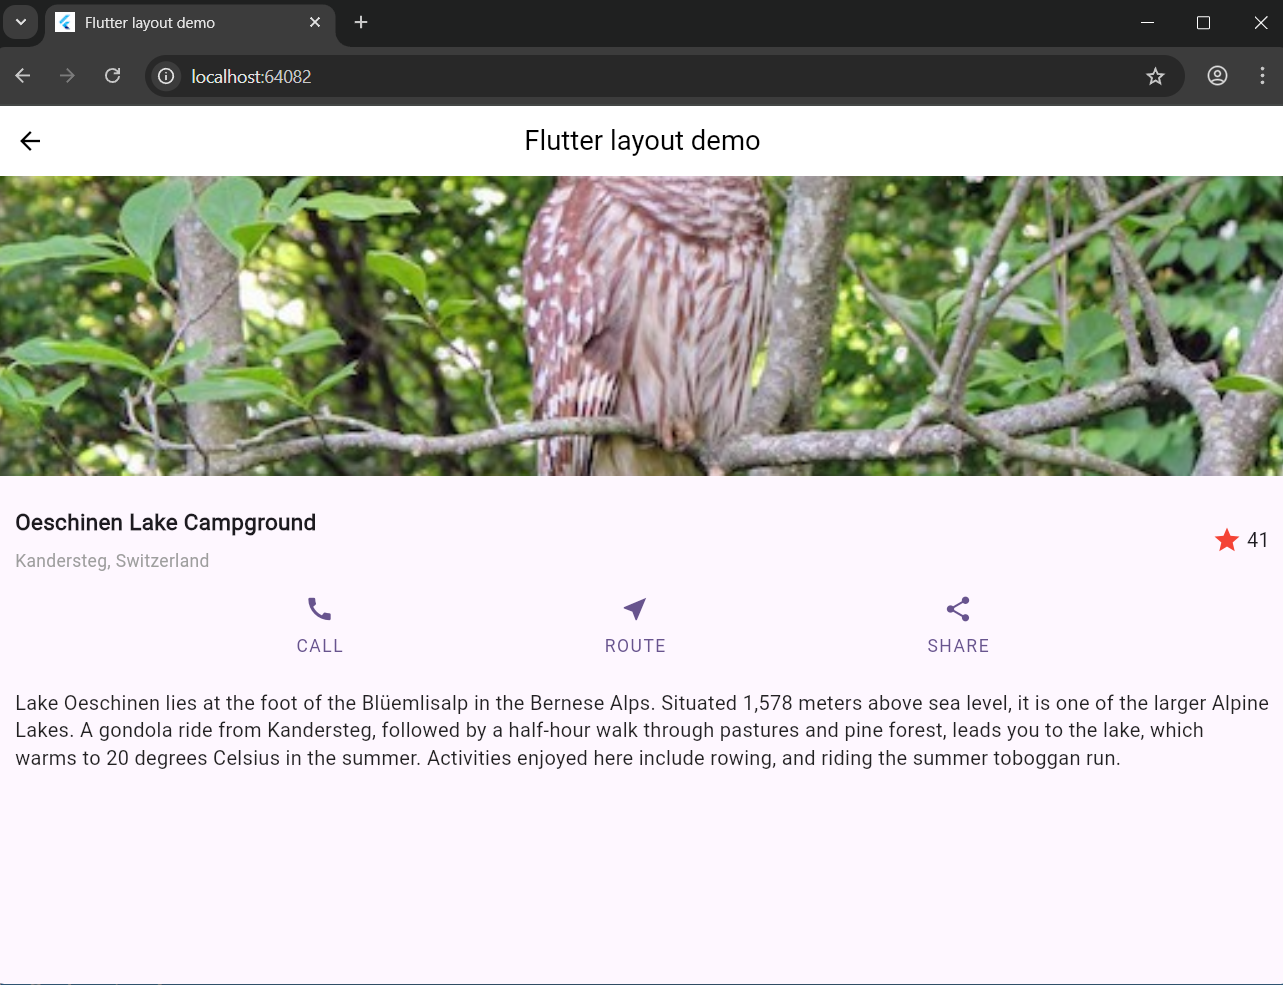 Flutter layout demo
localhost:64082
Flutter layout demo
Oeschinen Lake Campground
Kandersteg, Switzerland
41
CALL
ROUTE
SHARE
Lake Oeschinen lies at the foot of the Blüemlisalp in the Bernese Alps. Situated 1,578 meters above sea level, it is one of the larger Alpine
Lakes. A gondola ride from Kandersteg, followed by a half-hour walk through pastures and pine forest, leads you to the lake, which
warms to 20 degrees Celsius in the summer. Activities enjoyed here include rowing, and riding the summer toboggan run.